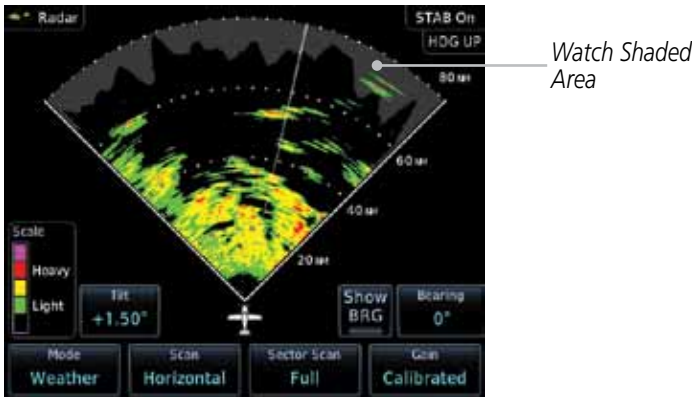 Radar
STAB On
HDG UP
Watch Shaded
Area
80 NM
60 NM
40 NM
20 NM
Scale
Heavy
Light
Tilt
+1.50°
Show
BRG
Bearing
0°
Mode
Weather
Scan
Horizontal
Sector Scan
Full
Gain
Calibrated